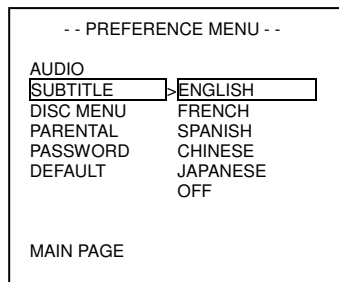 - - PREFERENCE MENU - -
AUDIO
SUBTITLE >ENGLISH
DISC MENU FRENCH
PARENTAL SPANISH
PASSWORD CHINESE
DEFAULT JAPANESE
OFF
MAIN PAGE